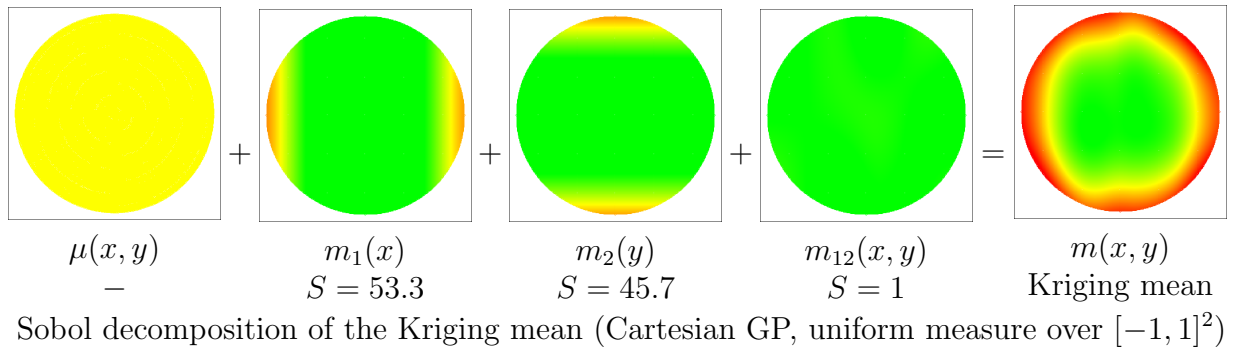 + + + =
μ(x, y) m₁(x) m₂(y) m₁₂(x, y) m(x, y)
− S = 53.3 S = 45.7 S = 1 Kriging mean
Sobol decomposition of the Kriging mean (Cartesian GP, uniform measure over [−1, 1]²)